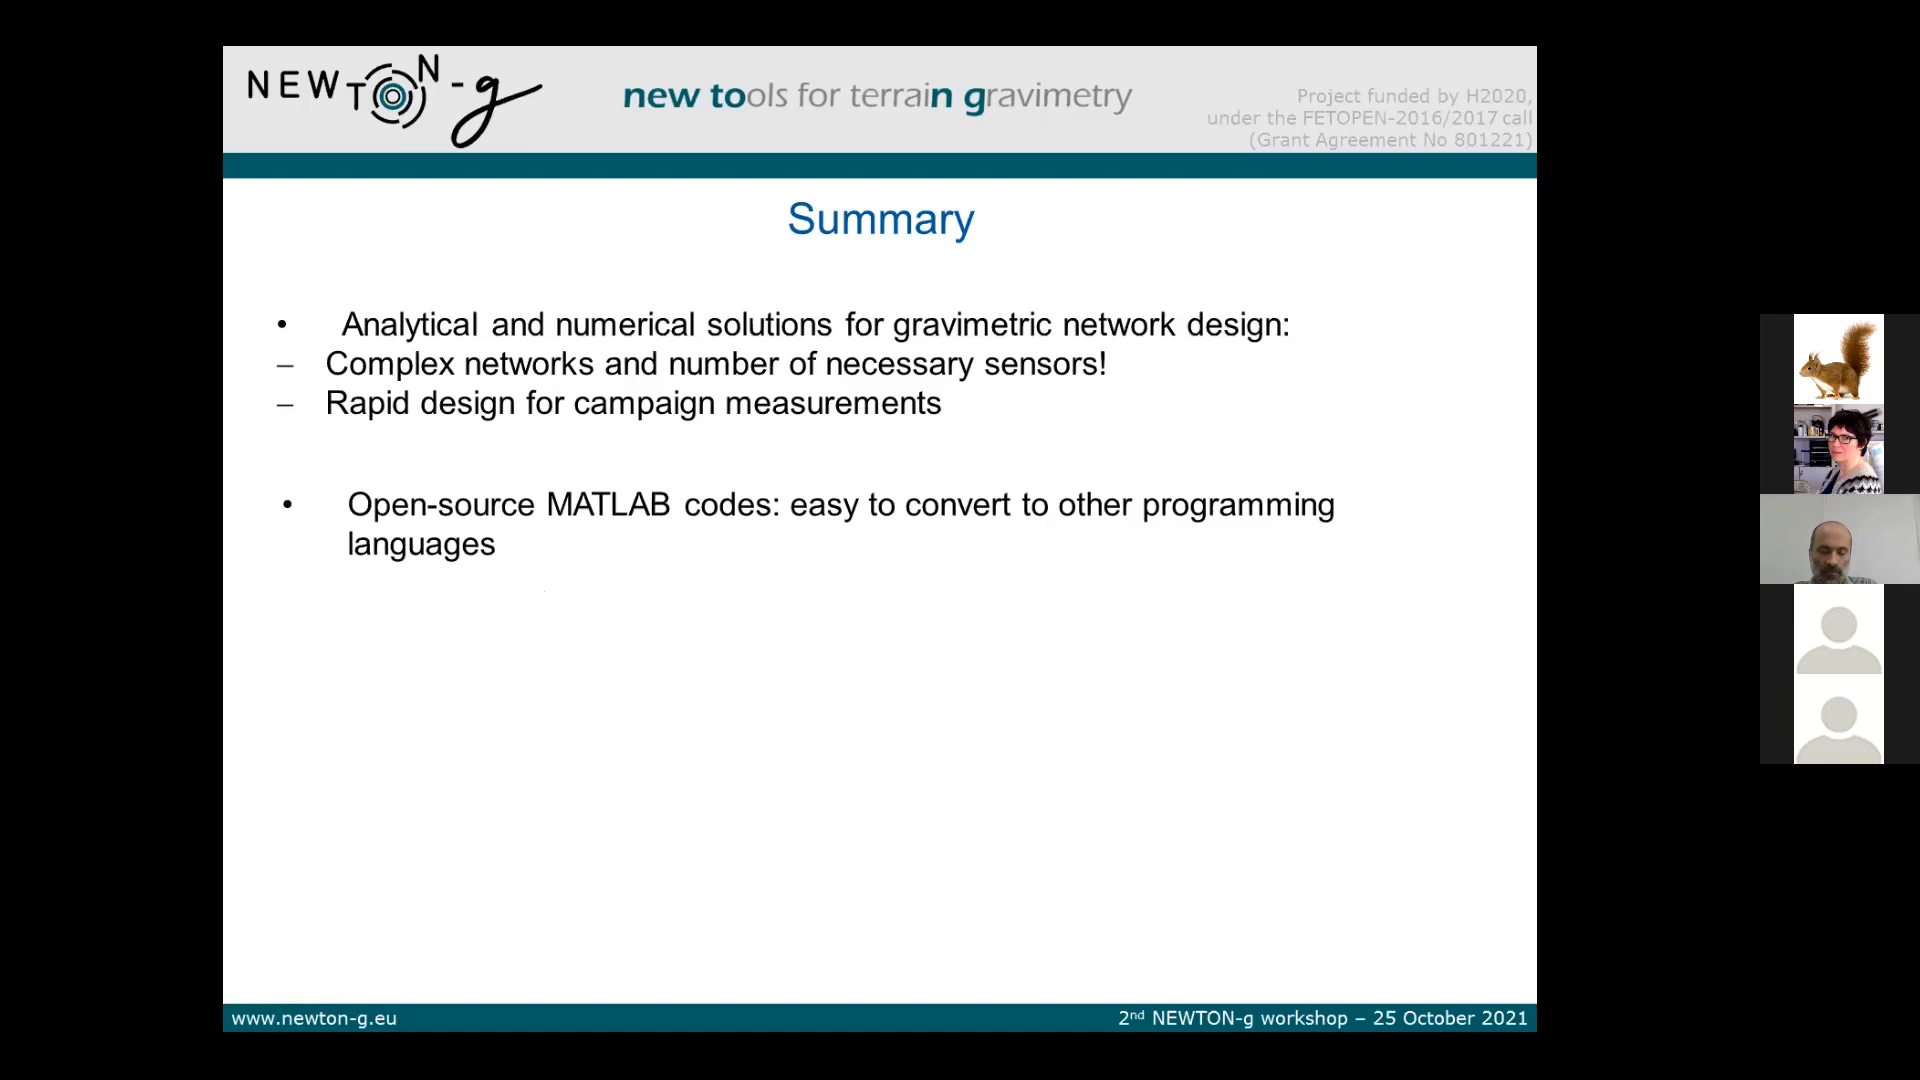 NEWTON-g
new tools for terrain gravimetry
Project funded by H2020,
under the FETOPEN-2016/2017 call
(Grant Agreement No 801221)
Summary
• Analytical and numerical solutions for gravimetric network design:
– Complex networks and number of necessary sensors!
– Rapid design for campaign measurements
• Open-source MATLAB codes: easy to convert to other programming
languages
www.newton-g.eu
2nd NEWTON-g workshop – 25 October 2021